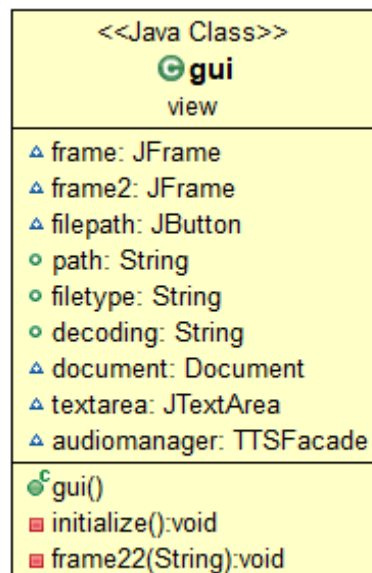 <<Java Class>>
gui
view
frame: JFrame
frame2: JFrame
filepath: JButton
path: String
filetype: String
decoding: String
document: Document
textarea: JTextArea
audiomanager: TTSFacade
gui()
initialize():void
frame22(String):void